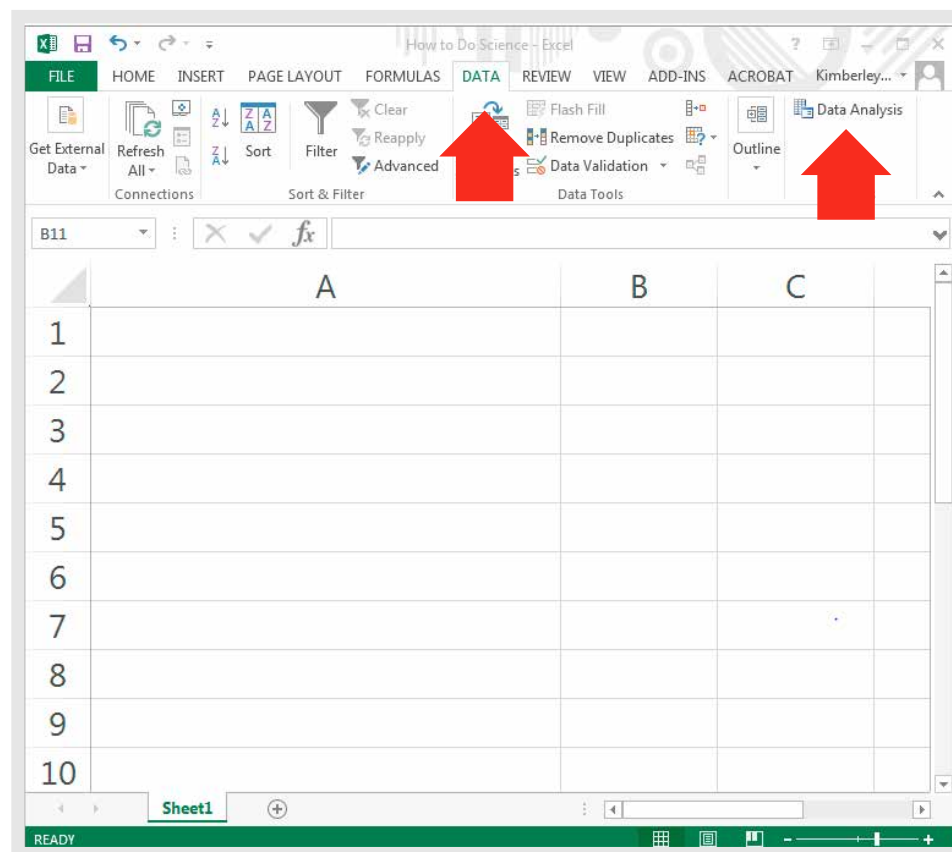 How to Do Science - Excel
?
FILE HOME INSERT PAGE LAYOUT FORMULAS DATA REVIEW VIEW ADD-INS ACROBAT Kimberley...
Get External Data
Refresh All
Connections
Sort
Filter
Clear
Reapply
Advanced
Sort & Filter
Flash Fill
Remove Duplicates
Data Validation
Data Tools
Outline
Data Analysis
B11 fx
A B C
1
2
3
4
5
6
7
8
9
10
Sheet1
READY